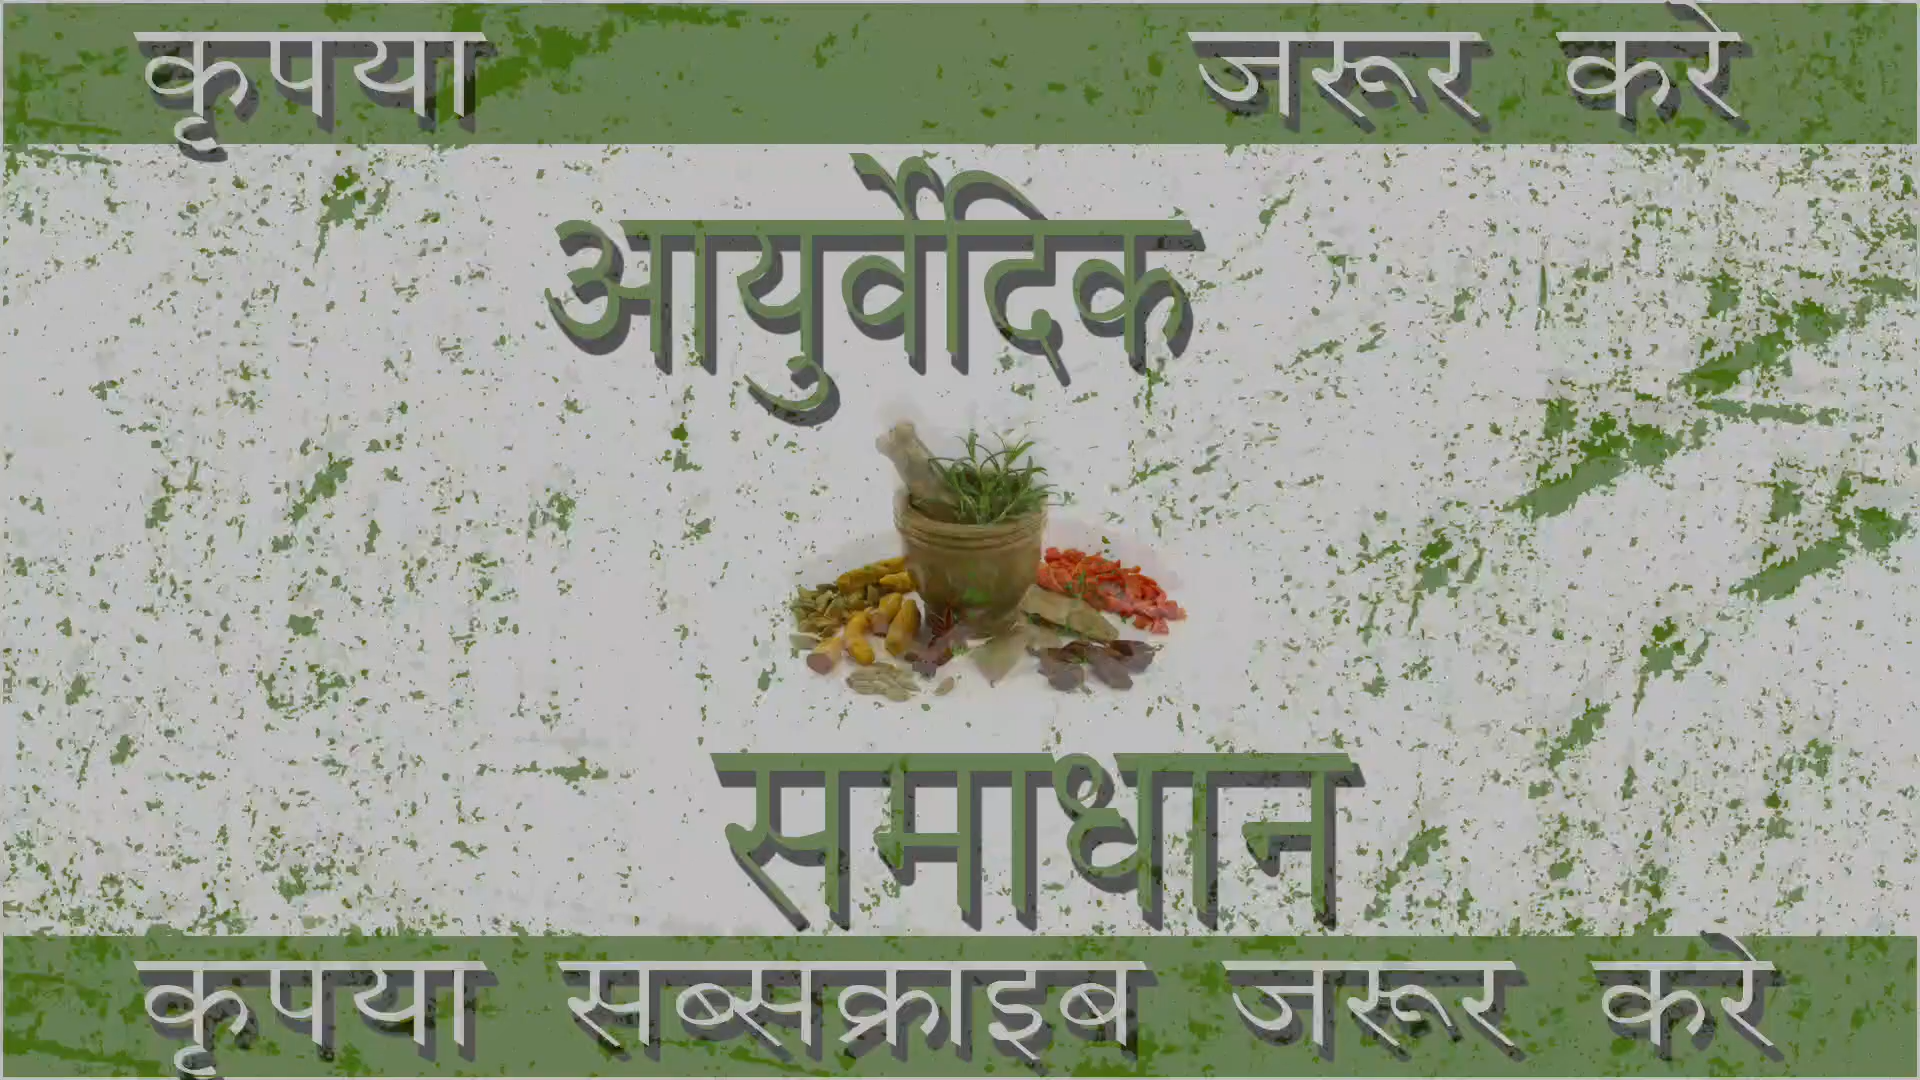 कृपया जरूर करे
आयुर्वेदिक
समाधान
कृपया सब्सक्राइब जरूर करे